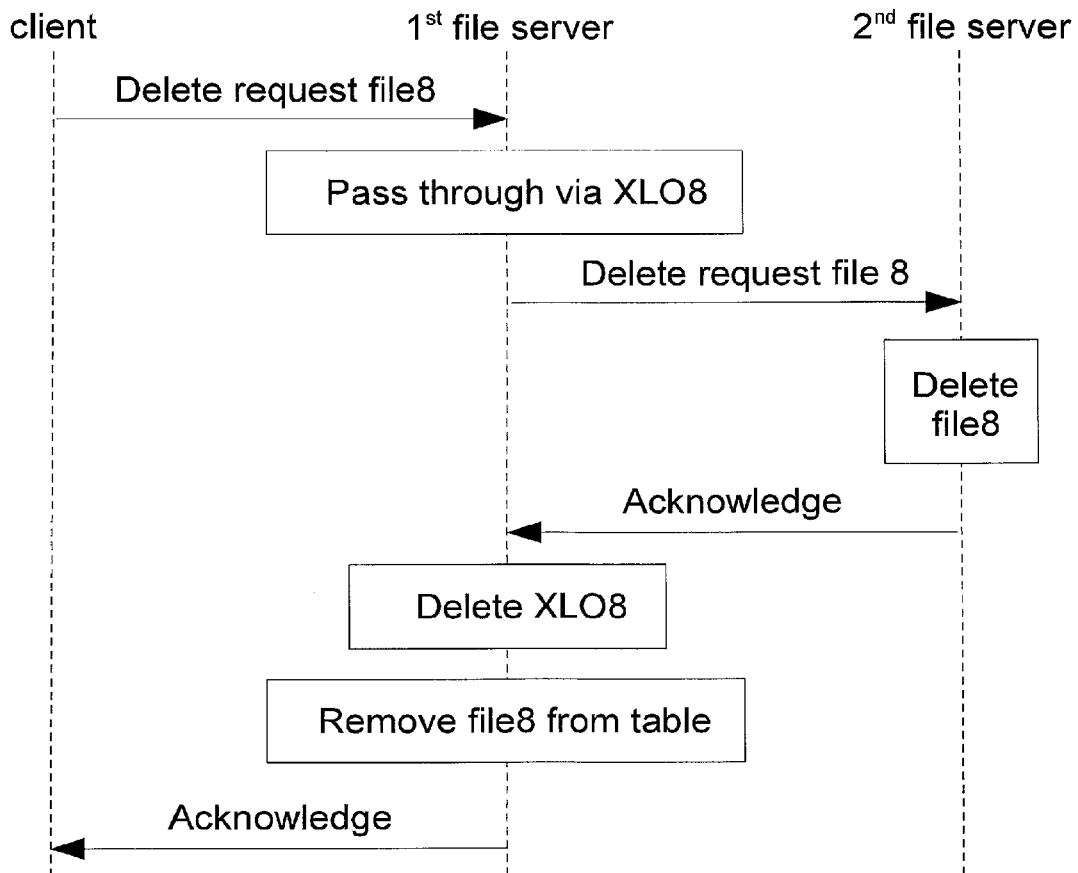 client
1st file server
2nd file server
Delete request file8
Pass through via XLO8
Delete request file 8
Delete
file8
Acknowledge
Delete XLO8
Remove file8 from table
Acknowledge